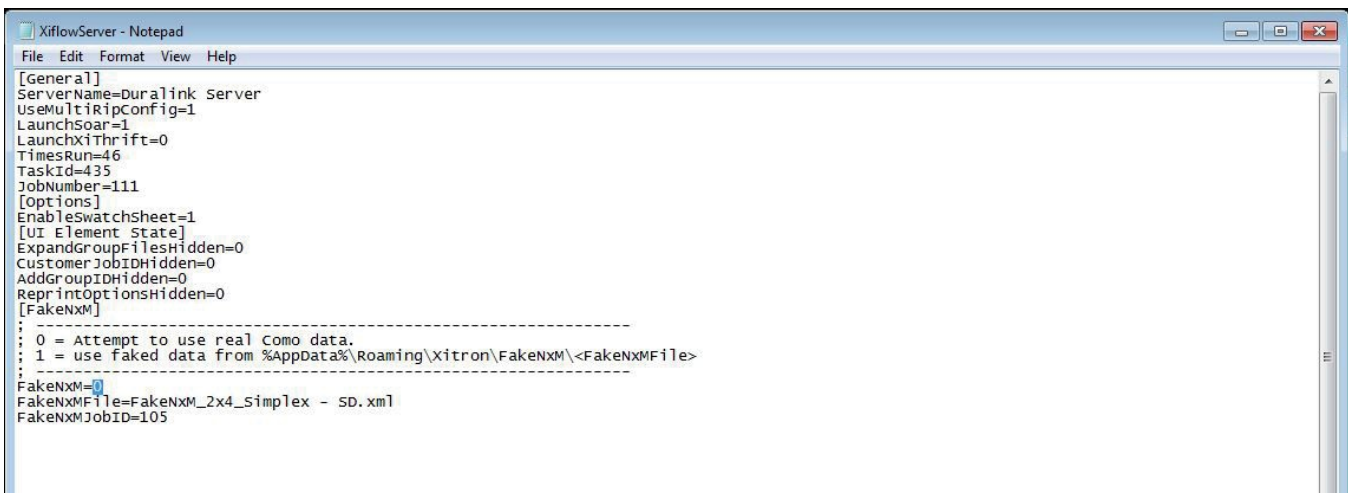 XiflowServer - Notepad
File Edit Format View Help
[General]
ServerName=Duralink Server
UseMultiRipConfig=1
LaunchSoar=1
LaunchXiThrift=0
TimesRun=46
TaskId=435
JobNumber=111
[Options]
EnableSwatchSheet=1
[UI Element State]
ExpandGroupFilesHidden=0
CustomerJobIDHidden=0
AddGroupIDHidden=0
ReprintOptionsHidden=0
[FakeNxM]
; ----------------------------------------------------------------
; 0 = Attempt to use real Como data.
; 1 = use faked data from %AppData%\Roaming\Xitron\FakeNxM\<FakeNxMFile>
; ----------------------------------------------------------------
FakeNxM=0
FakeNxMFile=FakeNxM_2x4_Simplex - SD.xml
FakeNxMJobID=105